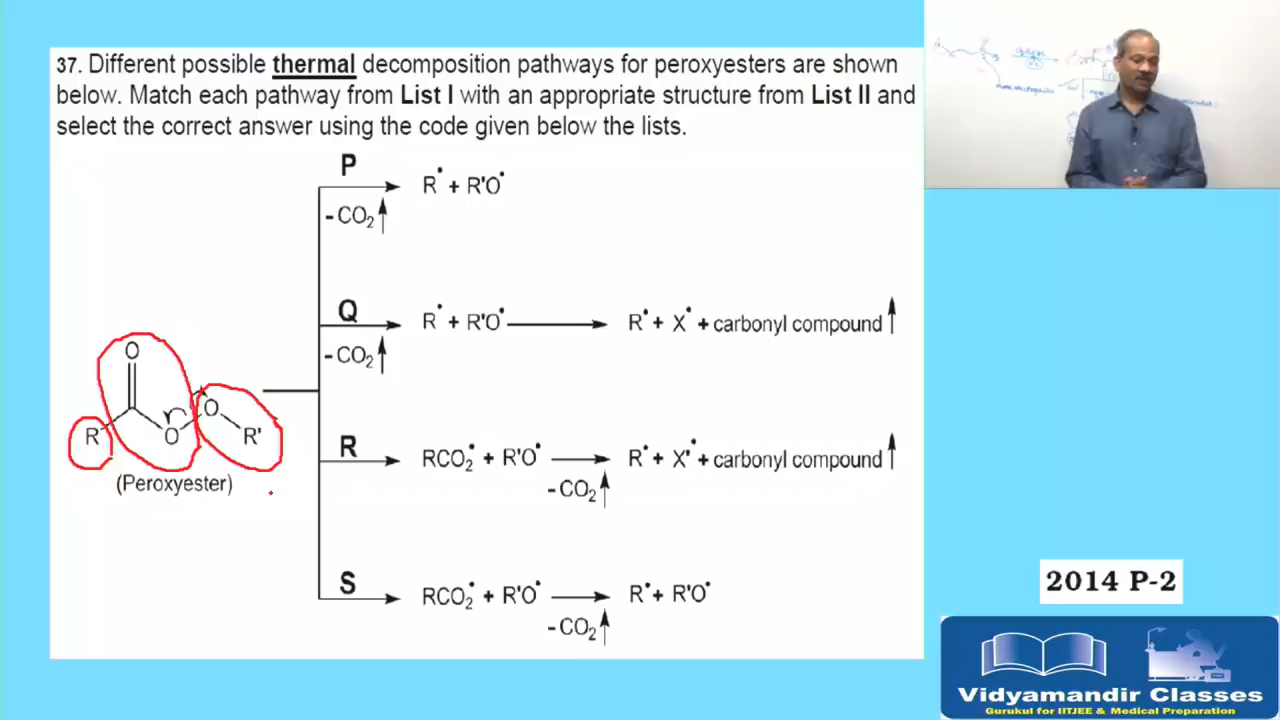 37. Different possible thermal decomposition pathways for peroxyesters are shown
below. Match each pathway from List I with an appropriate structure from List II and
select the correct answer using the code given below the lists.
P
R• + R'O•
- CO₂↑
Q
R• + R'O• → R• + X• + carbonyl compound↑
- CO₂↑
O
O
R
O
R'
(Peroxyester)
R
RCO₂• + R'O• → R• + X'• + carbonyl compound↑
- CO₂↑
S
RCO₂• + R'O• → R• + R'O•
- CO₂↑
2014 P-2
Vidyamandir Classes
Gurukul for IITJEE & Medical Preparation